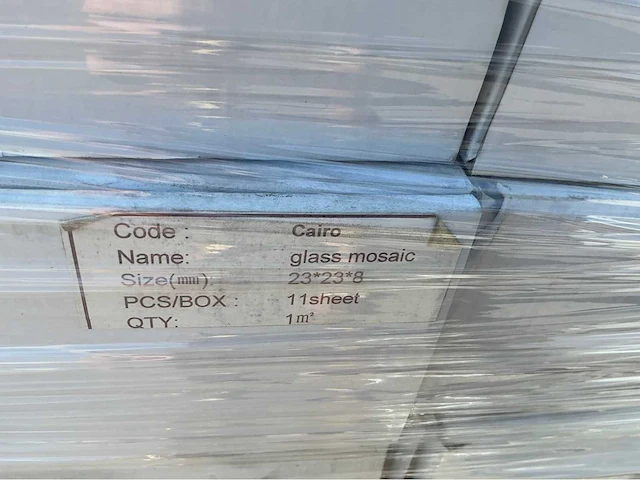 Code : Cairo
Name: glass mosaic
Size(mm) 23*23*8
PCS/BOX : 11sheet
QTY: 1m²